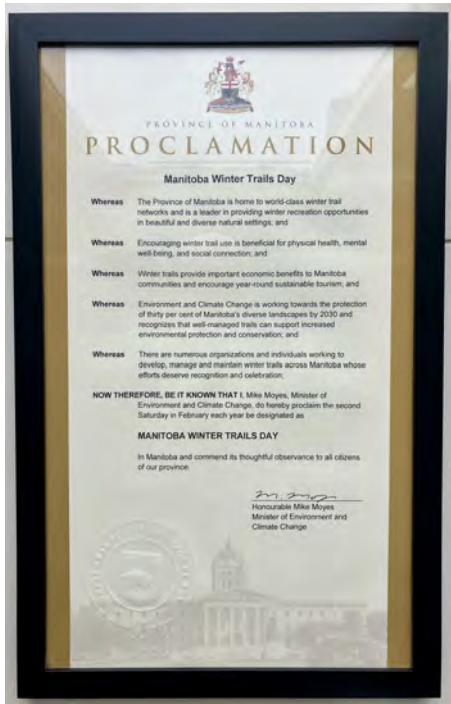 PROVINCE OF MANITOBA
PROCLAMATION
Manitoba Winter Trails Day
Whereas The Province of Manitoba is home to world-class winter trail
networks and is a leader in providing winter recreation opportunities
in beautiful and diverse natural settings; and
Whereas Encouraging winter trail use is beneficial for physical health, mental
well-being, and social connection; and
Whereas Winter trails provide important economic benefits to Manitoba
communities and encourage year-round sustainable tourism; and
Whereas Environment and Climate Change is working towards the protection
of thirty per cent of Manitoba's diverse landscapes by 2030 and
recognizes that well-managed trails can support increased
environmental protection and conservation; and
Whereas There are numerous organizations and individuals working to
develop, manage and maintain winter trails across Manitoba whose
efforts deserve recognition and celebration;
NOW THEREFORE, BE IT KNOWN THAT I, Mike Moyes, Minister of
Environment and Climate Change, do hereby proclaim the second
Saturday in February each year be designated as
MANITOBA WINTER TRAILS DAY
In Manitoba and commend its thoughtful observance to all citizens
of our province.
Honourable Mike Moyes
Minister of Environment and
Climate Change